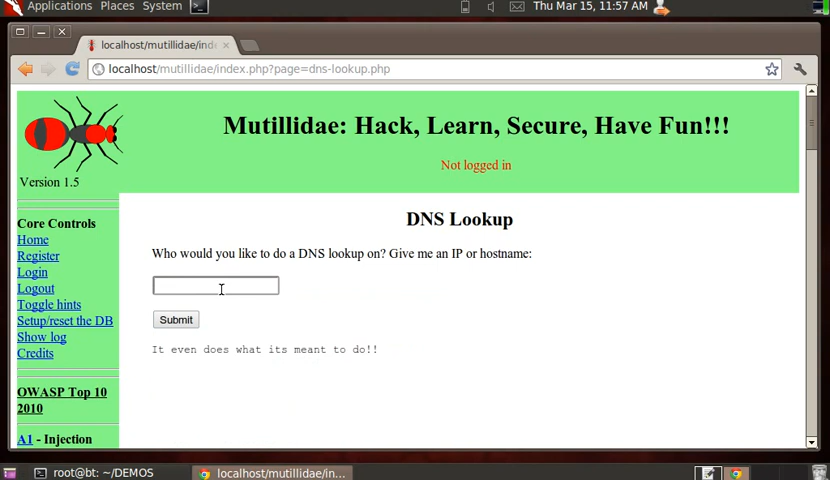 Applications Places System
Thu Mar 15, 11:57 AM
localhost/mutillidae/inde
localhost/mutillidae/index.php?page=dns-lookup.php
Mutillidae: Hack, Learn, Secure, Have Fun!!!
Not logged in
Version 1.5
Core Controls
Home
Register
Login
Logout
Toggle hints
Setup/reset the DB
Show log
Credits
OWASP Top 10
2010
A1 - Injection
DNS Lookup
Who would you like to do a DNS lookup on? Give me an IP or hostname:
Submit
It even does what its meant to do!!
root@bt: ~/DEMOS
localhost/mutillidae/in...